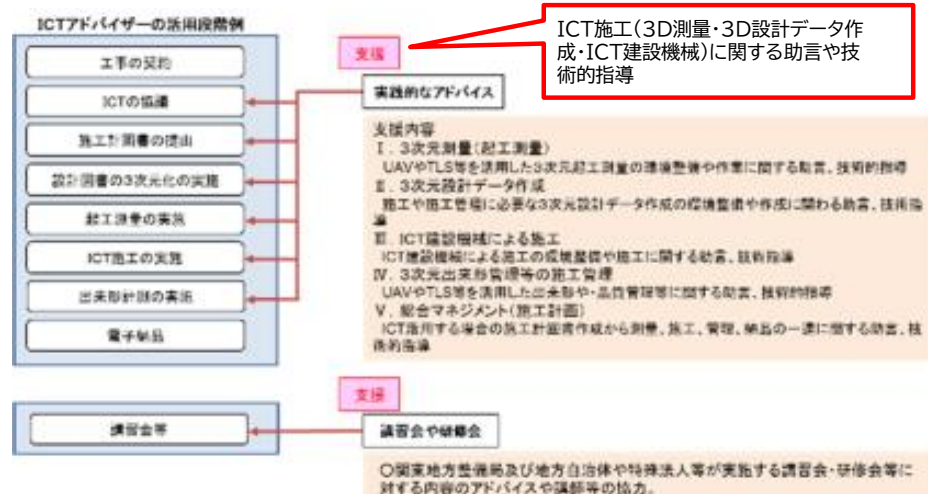 ICTアドバイザーの活用段階例
工事の契約
ICTの協議
施工計画書の提出
設計図書の3次元化の実施
起工測量の実施
ICT施工の実施
出来形計測の実施
電子納品
支援
ICT施工(3D測量・3D設計データ作
成・ICT建設機械)に関する助言や技
術的指導
実践的なアドバイス
支援内容
Ⅰ．3次元測量(起工測量)
UAVやTLS等を活用した3次元起工測量の環境整備や作業に関する助言、技術的指導
Ⅱ．3次元設計データ作成
施工や施工管理に必要な3次元設計データ作成の環境整備や作成に関わる助言、技術指
導
Ⅲ．ICT建設機械による施工
ICT建設機械による施工の環境整備や施工に関する助言、技術指導
Ⅳ．3次元出来形管理等の施工管理
UAVやTLS等を活用した出来形や・品質管理等に関する助言、技術的指導
Ⅴ．総合マネジメント(施工計画)
ICT活用する場合の施工計画書作成から測量、施工、管理、納品の一連に関する助言、技
術的指導
講習会等
支援
講習会や研修会
〇関東地方整備局及び地方自治体や特殊法人等が実施する講習会・研修会等に
対する内容のアドバイスや講師等の協力。